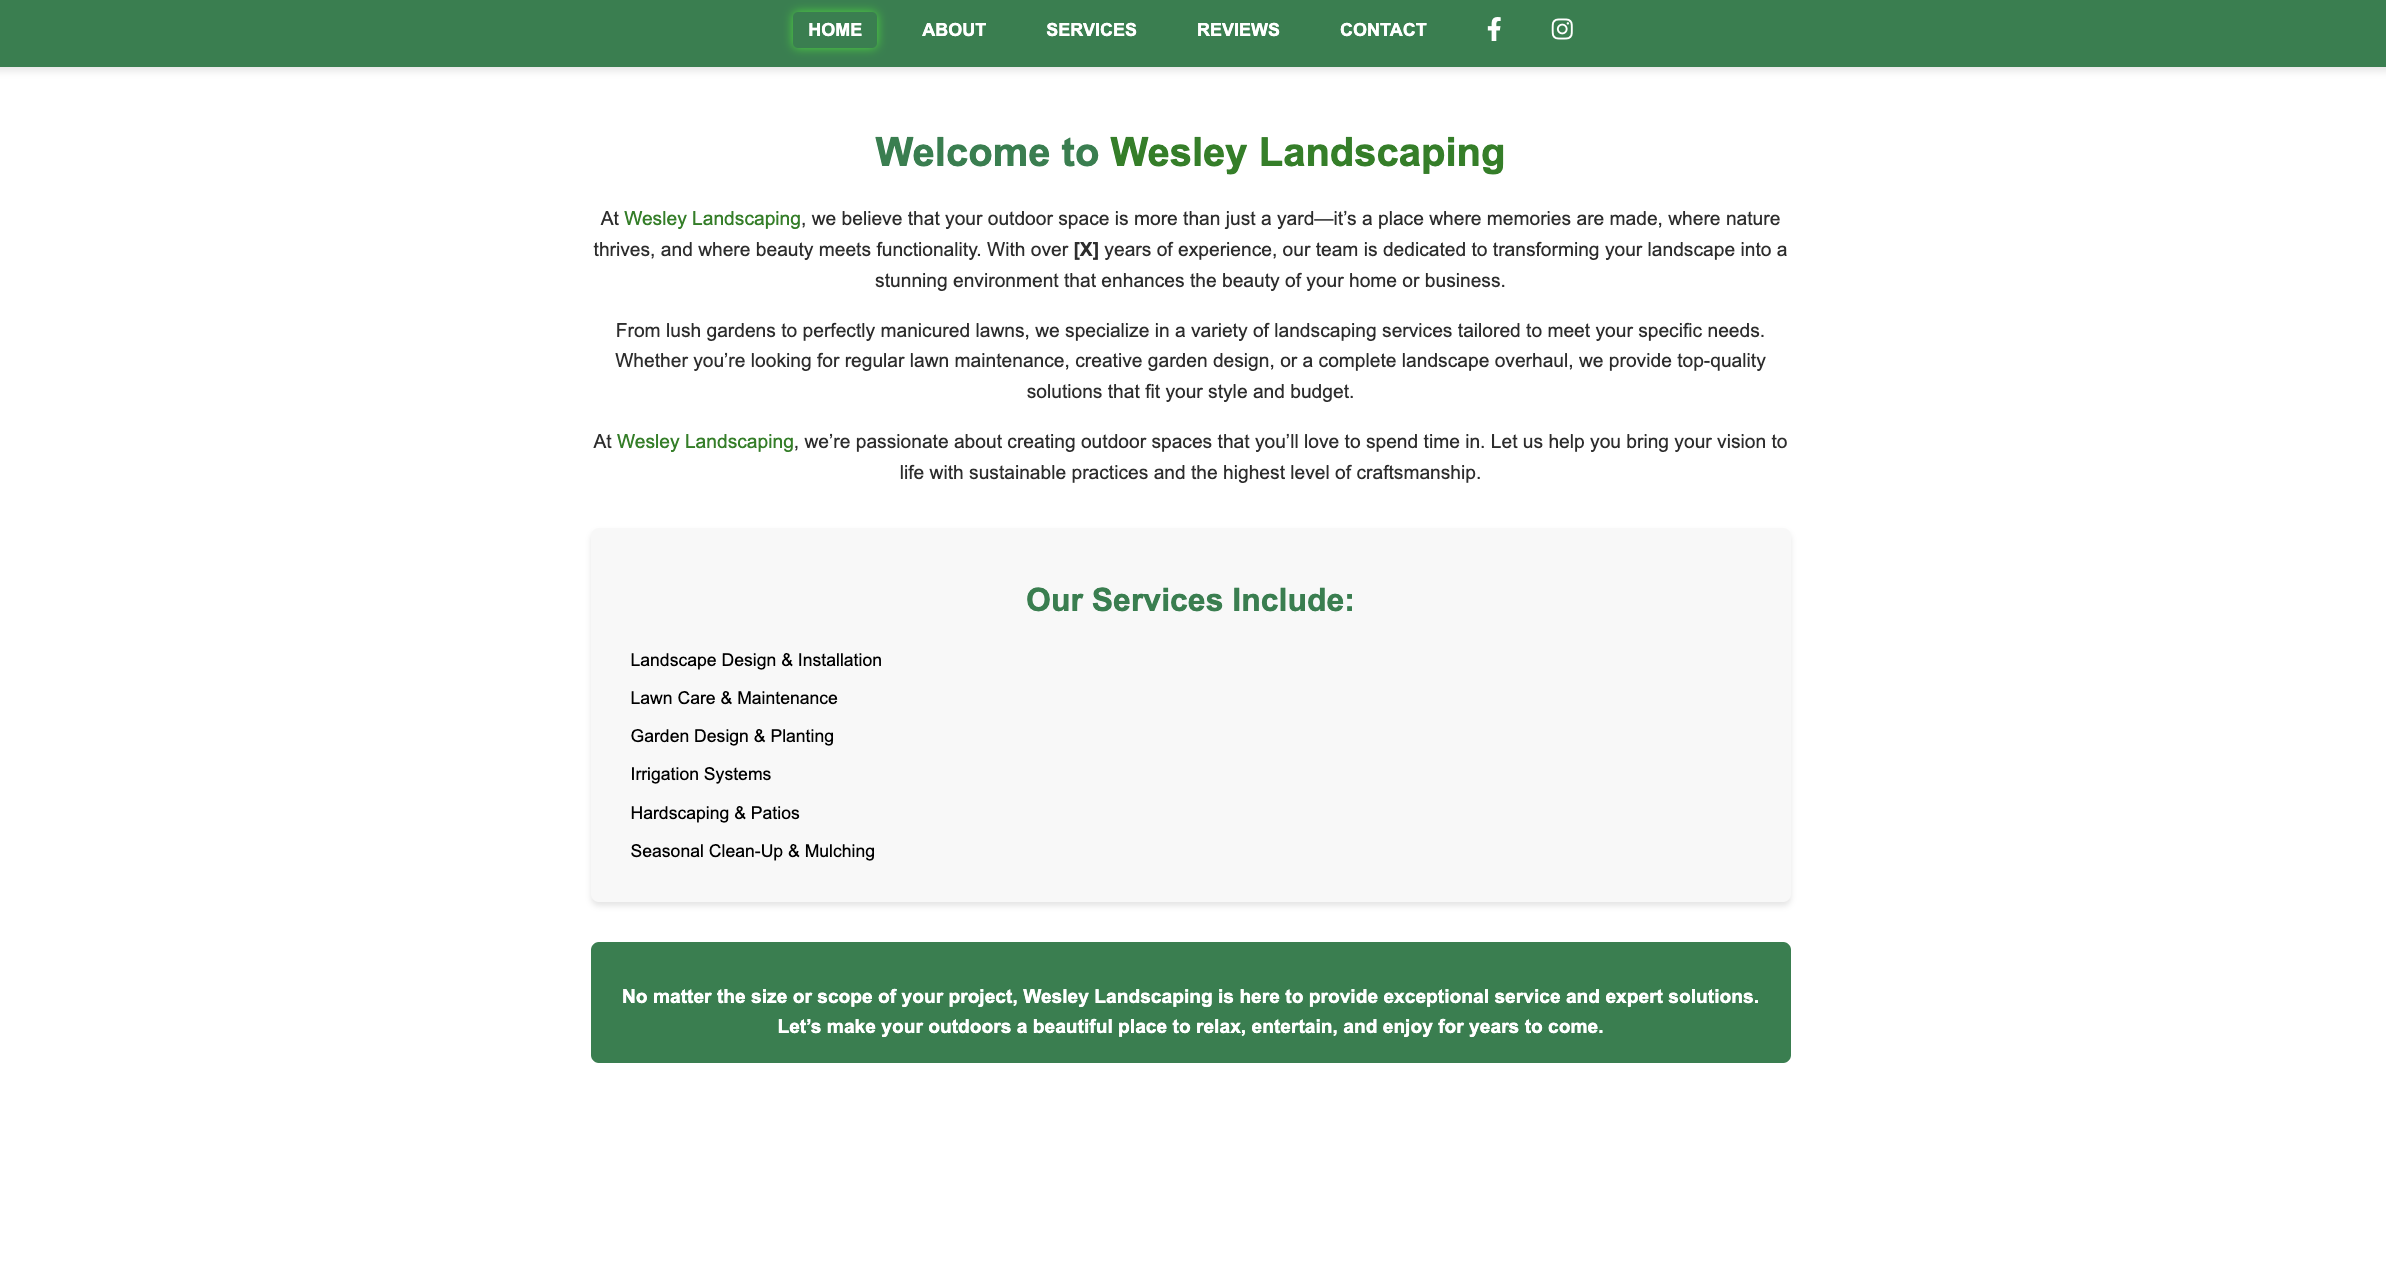 HOME ABOUT SERVICES REVIEWS CONTACT
Welcome to Wesley Landscaping
At Wesley Landscaping, we believe that your outdoor space is more than just a yard—it’s a place where memories are made, where nature
thrives, and where beauty meets functionality. With over [X] years of experience, our team is dedicated to transforming your landscape into a
stunning environment that enhances the beauty of your home or business.
From lush gardens to perfectly manicured lawns, we specialize in a variety of landscaping services tailored to meet your specific needs.
Whether you’re looking for regular lawn maintenance, creative garden design, or a complete landscape overhaul, we provide top-quality
solutions that fit your style and budget.
At Wesley Landscaping, we’re passionate about creating outdoor spaces that you’ll love to spend time in. Let us help you bring your vision to
life with sustainable practices and the highest level of craftsmanship.
Our Services Include:
Landscape Design & Installation
Lawn Care & Maintenance
Garden Design & Planting
Irrigation Systems
Hardscaping & Patios
Seasonal Clean-Up & Mulching
No matter the size or scope of your project, Wesley Landscaping is here to provide exceptional service and expert solutions.
Let’s make your outdoors a beautiful place to relax, entertain, and enjoy for years to come.